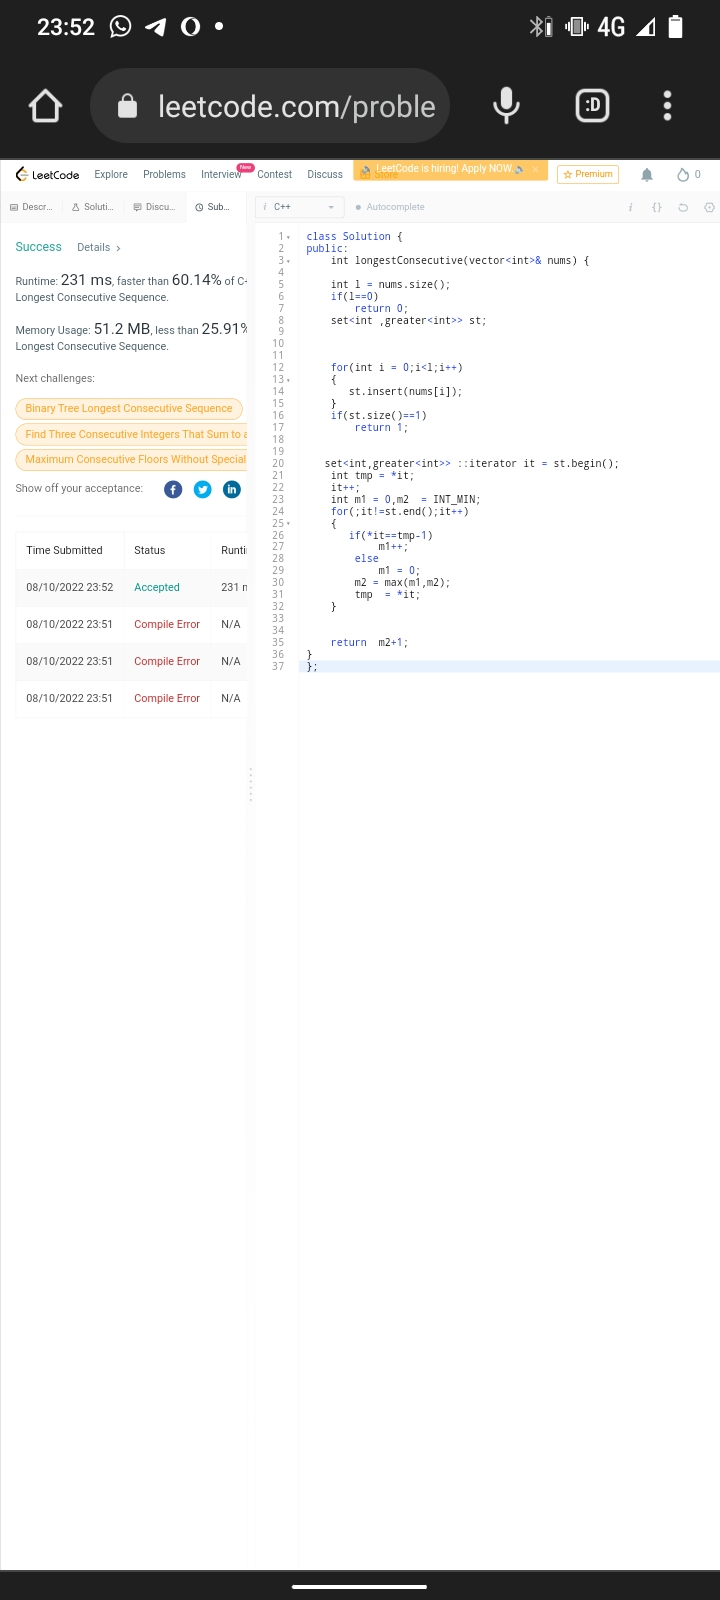 23:52
4G
leetcode.com/proble
:D
LeetCode
Explore
Problems
Interview
New
Contest
Discuss
LeetCode is hiring! Apply NOW.
Premium
0
Descr...
Soluti...
Discu...
Sub...
i C++
Autocomplete
i {}
Success
Details >
Runtime: 231 ms, faster than 60.14% of C+
Longest Consecutive Sequence.
Memory Usage: 51.2 MB, less than 25.91%
Longest Consecutive Sequence.
Next challenges:
Binary Tree Longest Consecutive Sequence
Find Three Consecutive Integers That Sum to a
Maximum Consecutive Floors Without Special
Show off your acceptance:
Time Submitted Status Runti
08/10/2022 23:52 Accepted 231 m
08/10/2022 23:51 Compile Error N/A
08/10/2022 23:51 Compile Error N/A
08/10/2022 23:51 Compile Error N/A
1 class Solution {
2 public:
3 int longestConsecutive(vector<int>& nums) {
4
5 int l = nums.size();
6 if(l==0)
7 return 0;
8 set<int ,greater<int>> st;
9
10
11
12 for(int i = 0;i<l;i++)
13 {
14 st.insert(nums[i]);
15 }
16 if(st.size()==1)
17 return 1;
18
19
20 set<int,greater<int>> ::iterator it = st.begin();
21 int tmp = *it;
22 it++;
23 int m1 = 0,m2  = INT_MIN;
24 for(;it!=st.end();it++)
25 {
26 if(*it==tmp-1)
27 m1++;
28 else
29 m1 = 0;
30 m2 = max(m1,m2);
31 tmp  = *it;
32 }
33
34
35 return  m2+1;
36 }
37 };